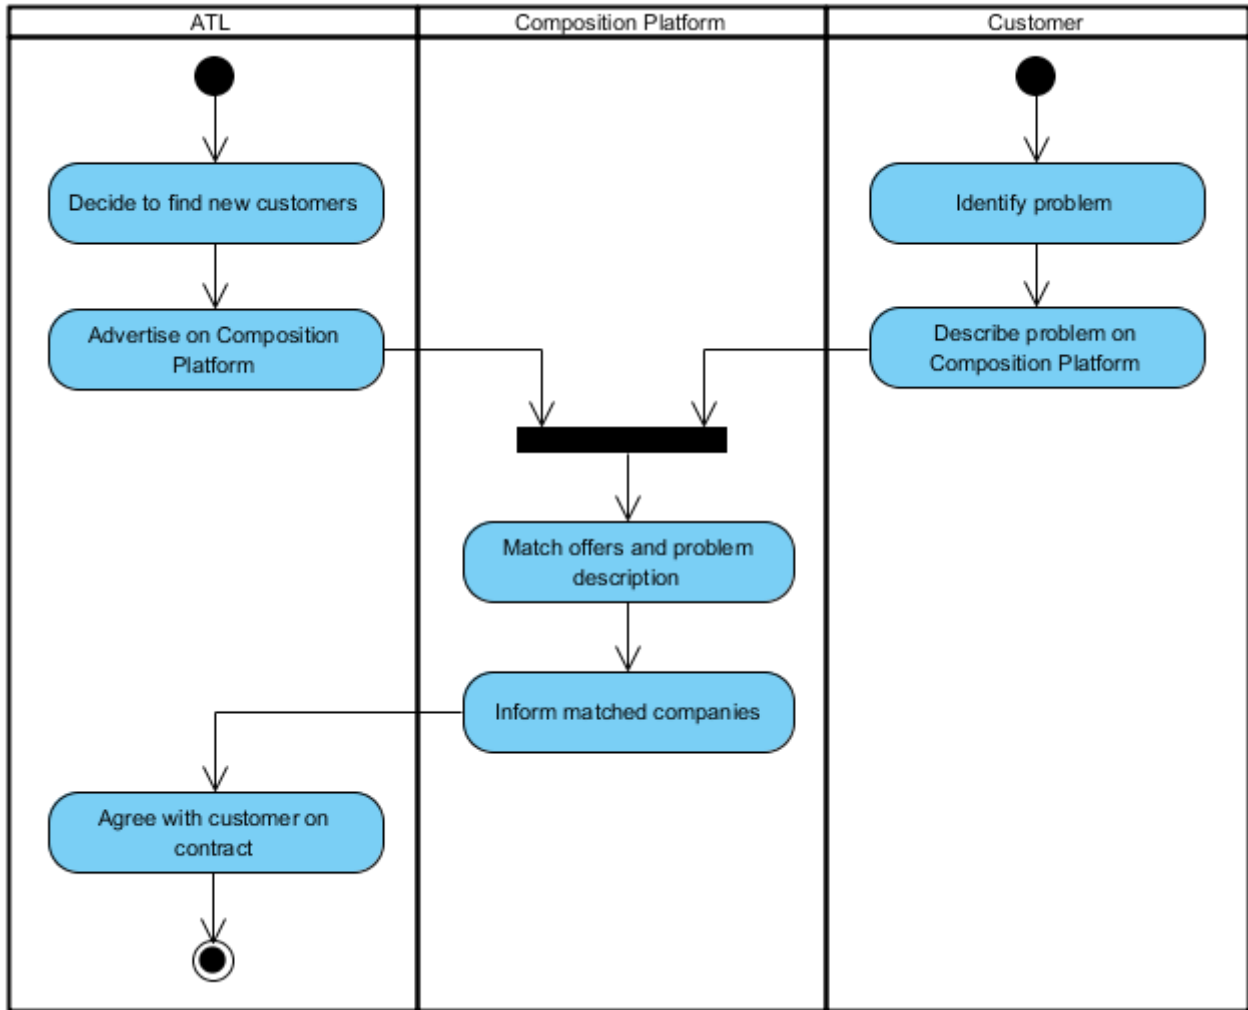 ATL
Composition Platform
Customer
Decide to find new customers
Identify problem
Advertise on Composition
Platform
Describe problem on
Composition Platform
Match offers and problem
description
Inform matched companies
Agree with customer on
contract